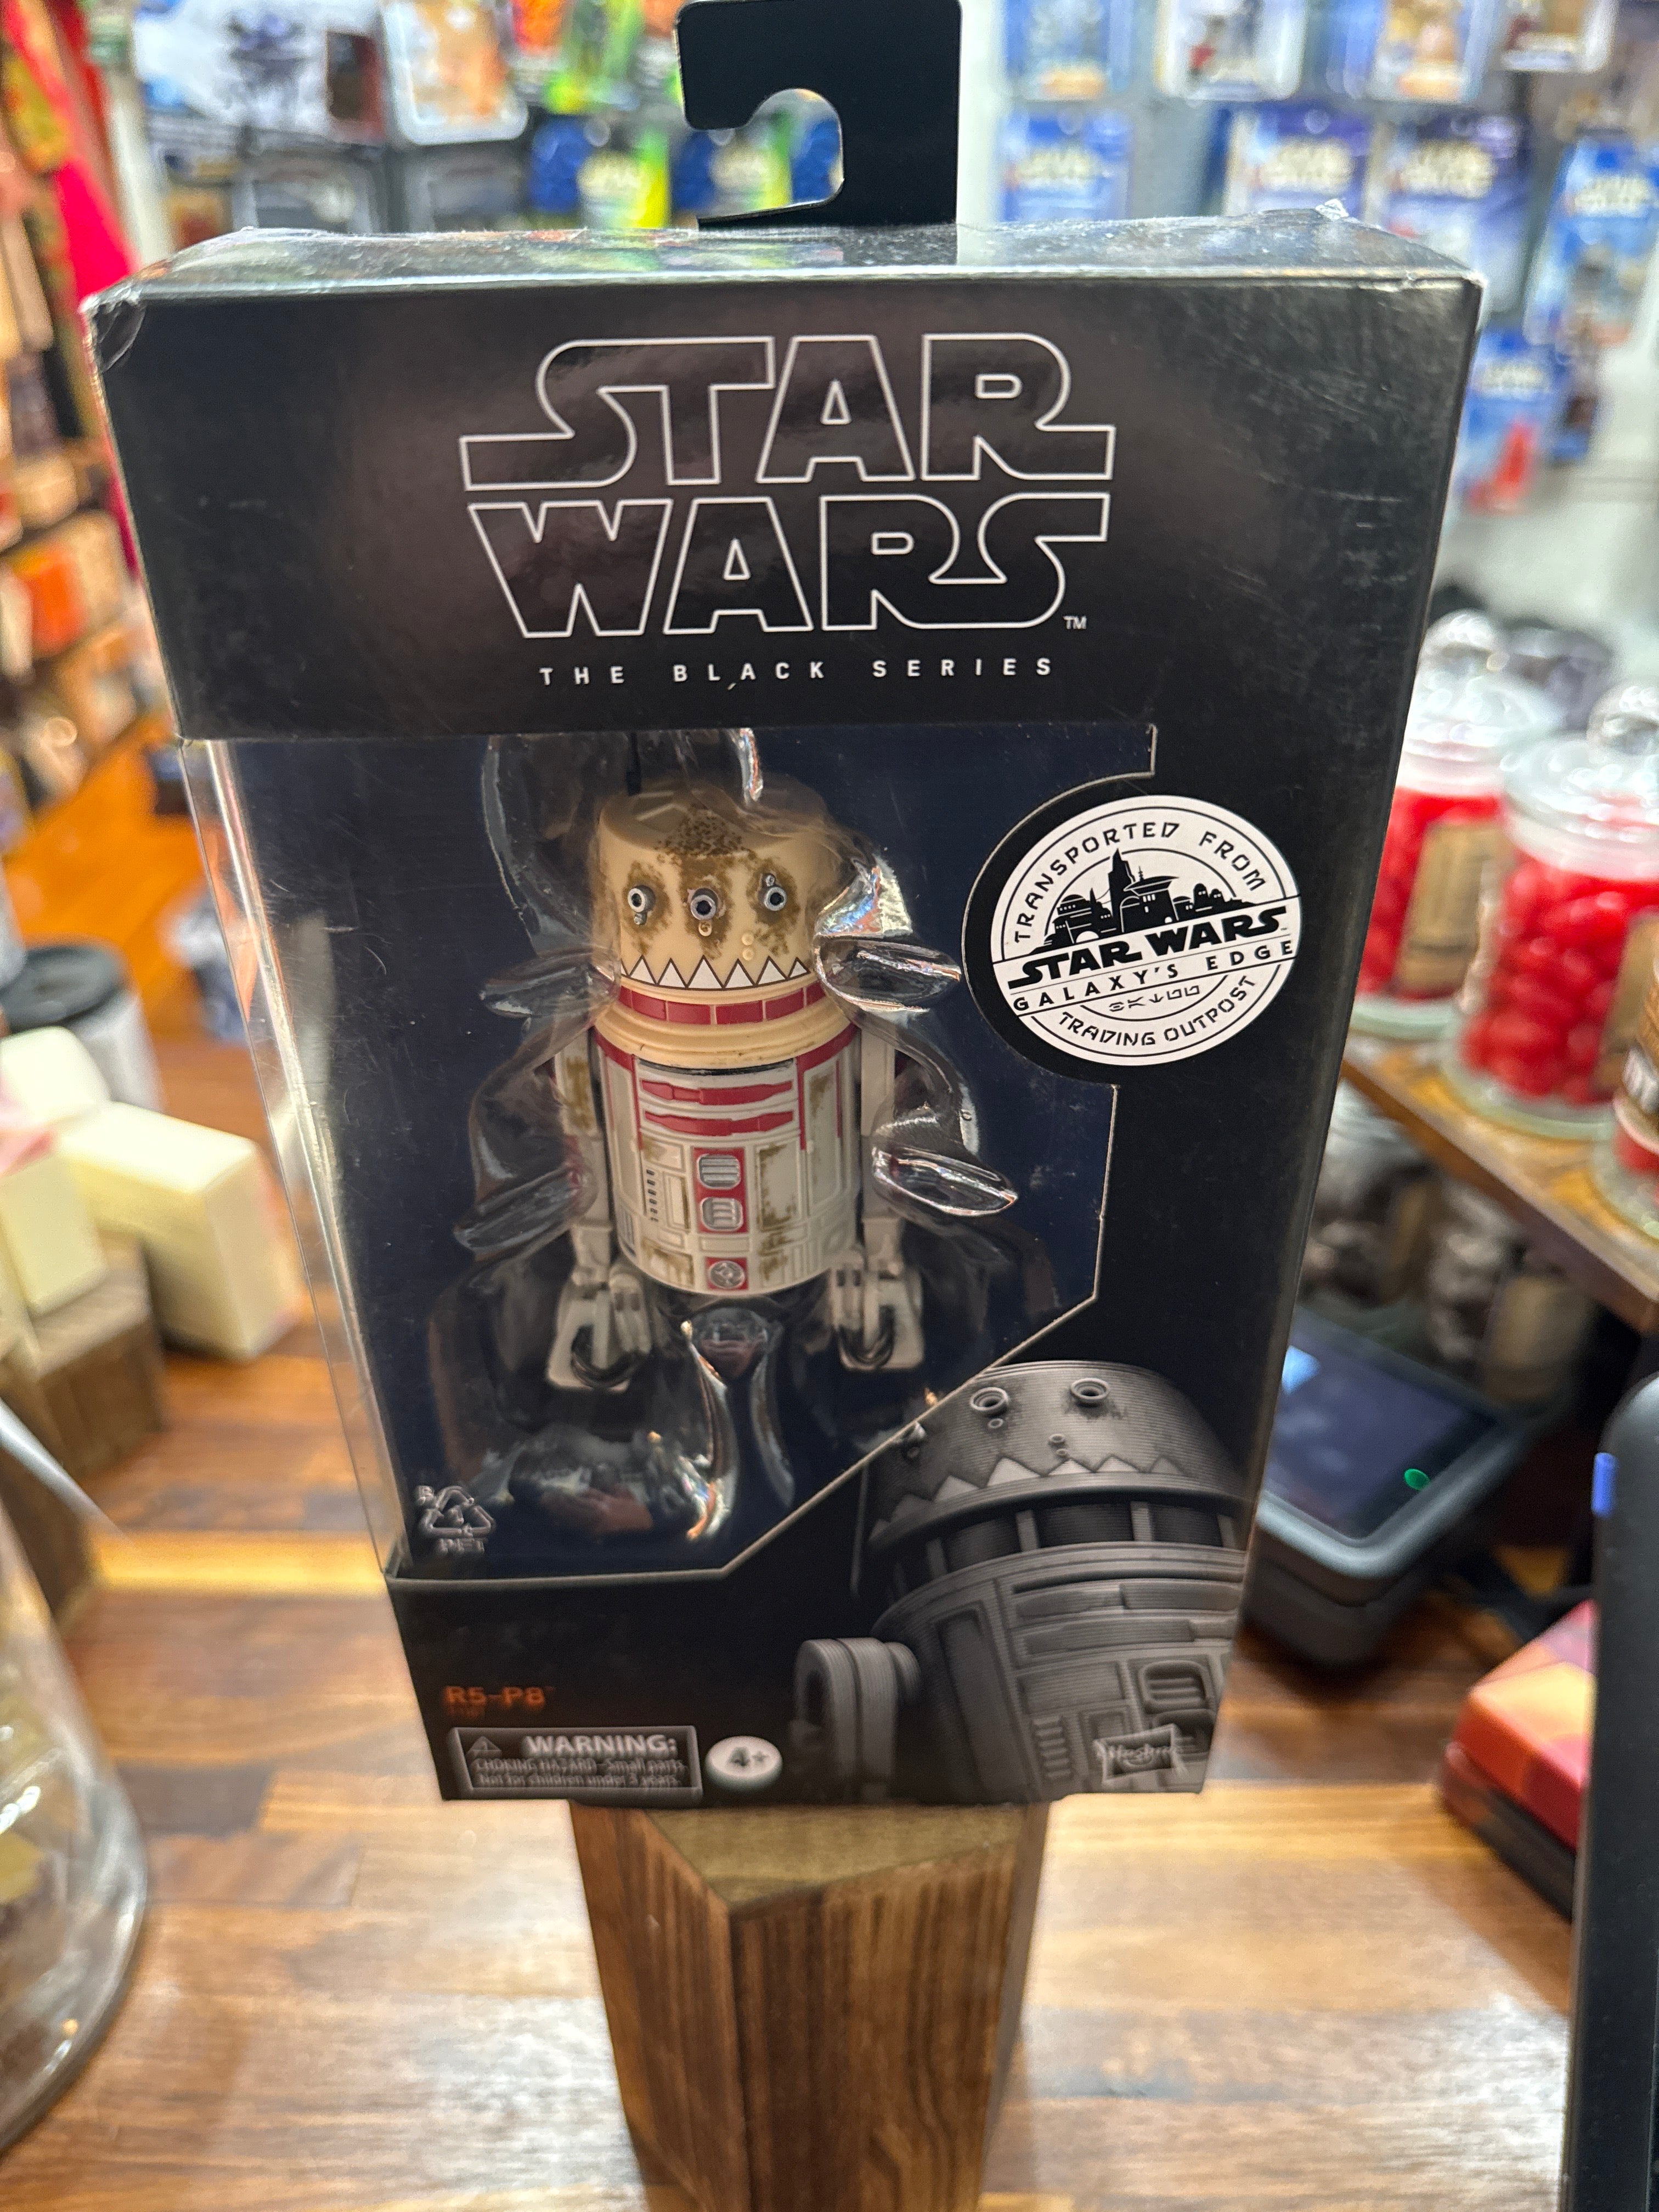 STAR
WARS
TM
THE BLACK SERIES
TRANSPORTED FROM
STAR WARS
GALAXY'S EDGE
TRADING OUTPOST
PET
R5-P8
WARNING:
CHOKING HAZARD-Small parts.
Not for children under 3 years.
4+
Hasbro